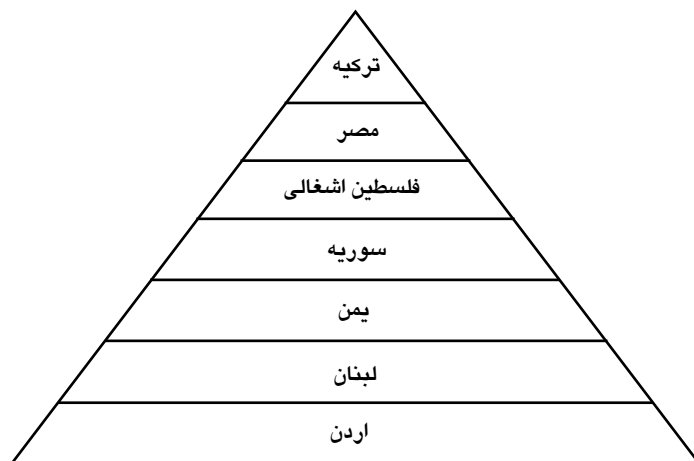 ترکیه
مصر
فلسطین اشغالی
سوریه
یمن
لبنان
اردن